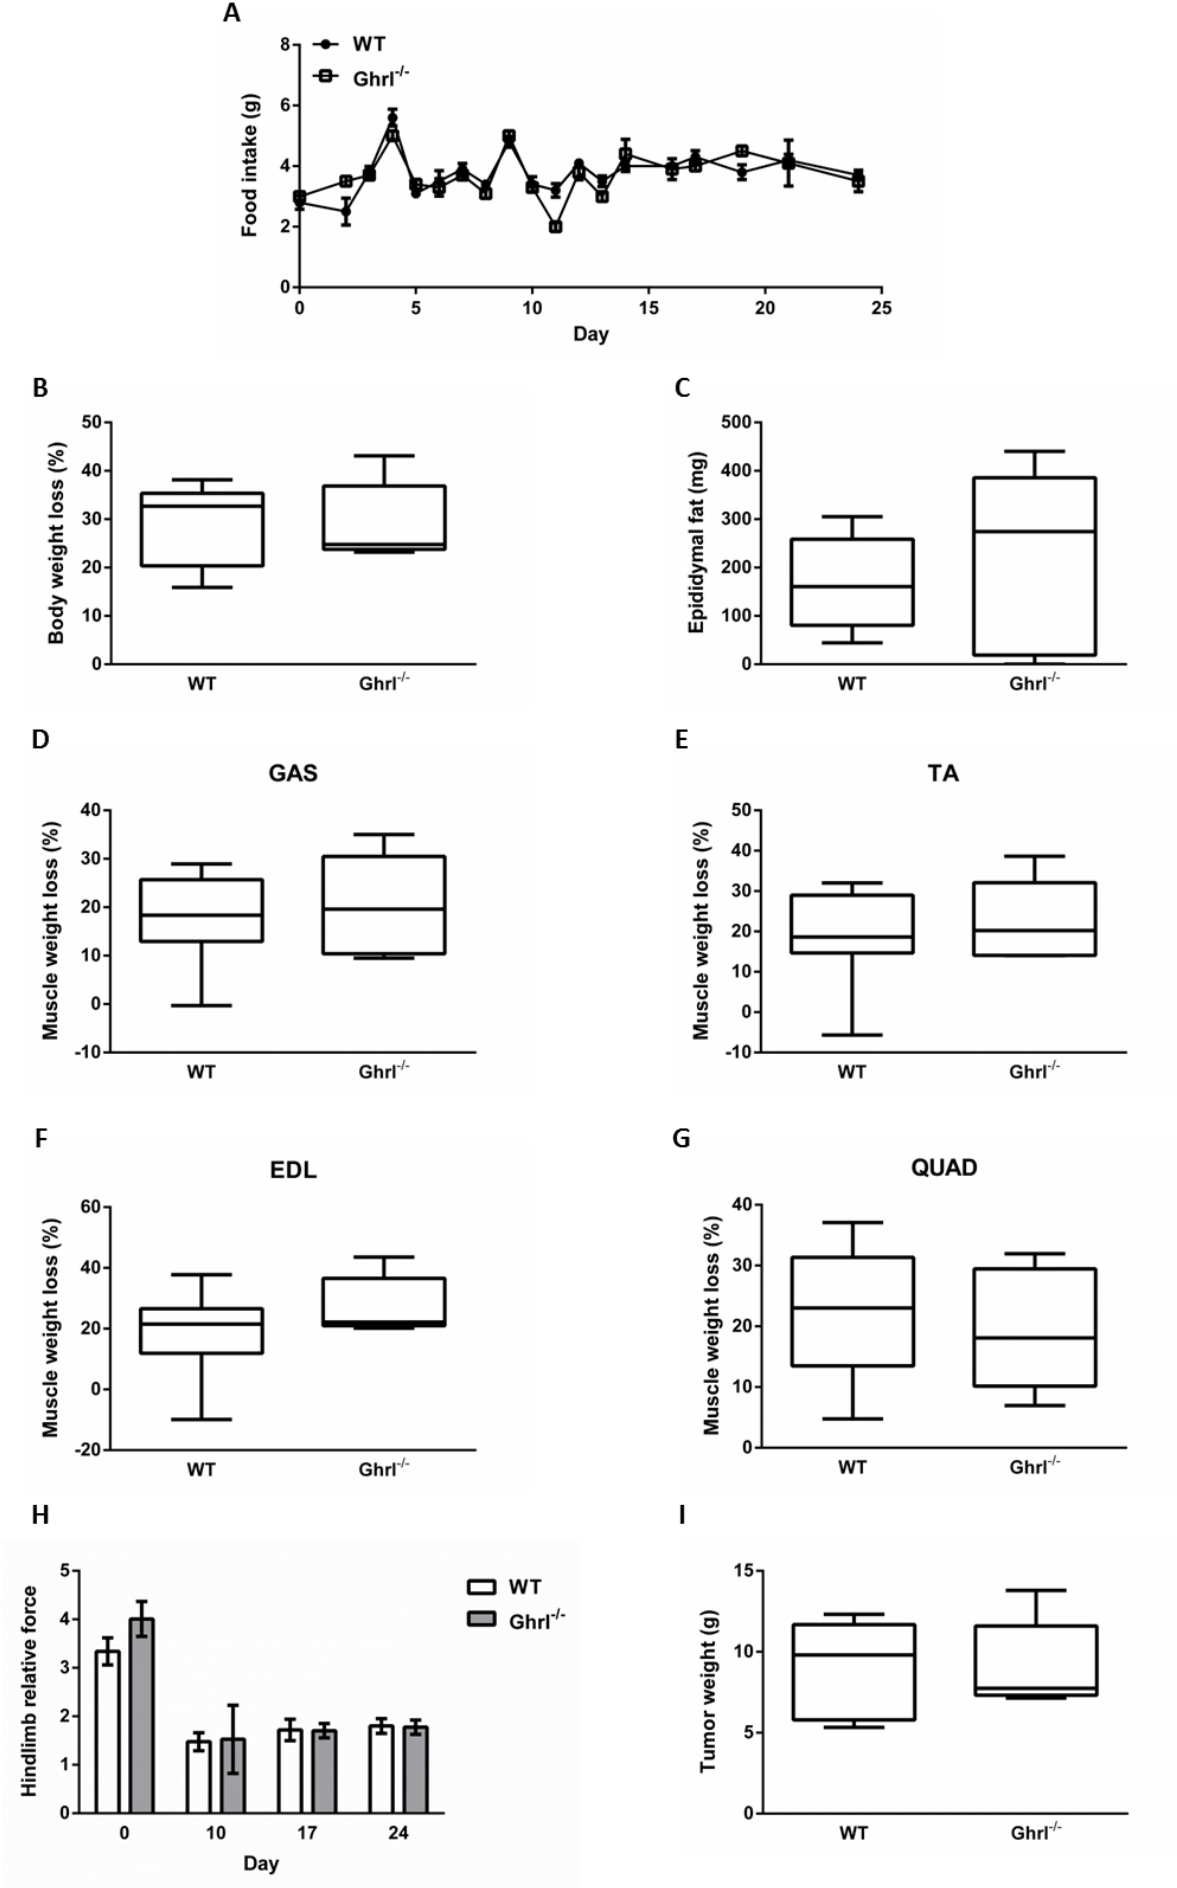 A
WT
Ghrl-/-
Food intake (g)
8
6
4
2
0
0 5 10 15 20 25
Day
B
Body weight loss (%)
50
40
30
20
10
0
WT Ghrl-/-
C
Epididymal fat (mg)
500
400
300
200
100
0
WT Ghrl-/-
D
GAS
Muscle weight loss (%)
40
30
20
10
0
-10
WT Ghrl-/-
E
TA
Muscle weight loss (%)
50
40
30
20
10
0
-10
WT Ghrl-/-
F
EDL
Muscle weight loss (%)
60
40
20
0
-20
WT Ghrl-/-
G
QUAD
Muscle weight loss (%)
40
30
20
10
0
WT Ghrl-/-
H
Hindlimb relative force
5
4
3
2
1
0
0 10 17 24
Day
WT
Ghrl-/-
I
Tumor weight (g)
15
10
5
0
WT Ghrl-/-